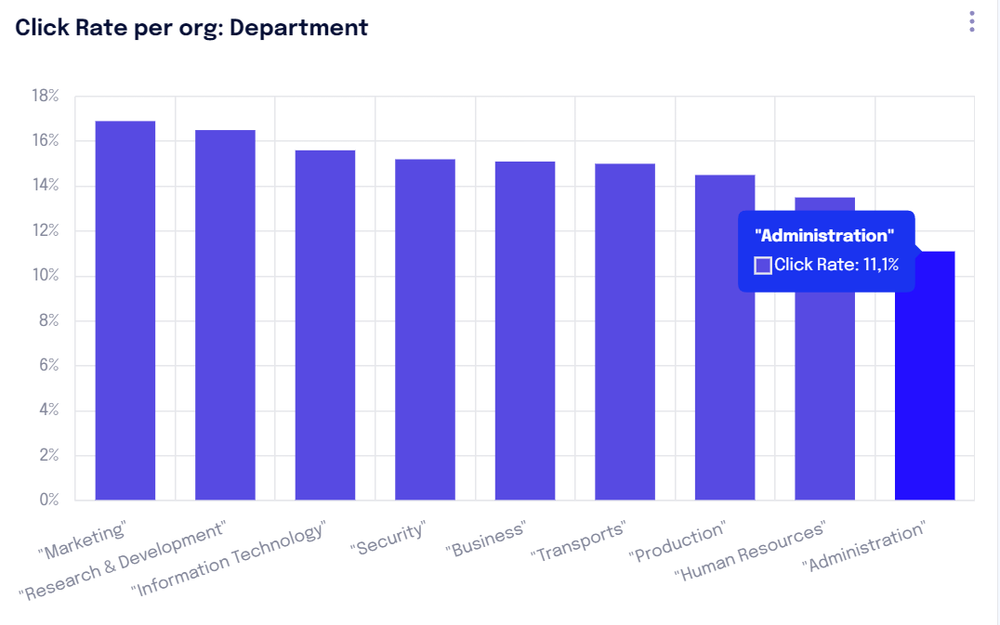 Click Rate per org: Department
18%
16%
14%
12%
10%
8%
6%
4%
2%
0%
"Administration"
Click Rate: 11,1%
"Marketing"
"Research & Development"
"Information Technology"
"Security"
"Business"
"Transports"
"Production"
"Human Resources"
"Administration"